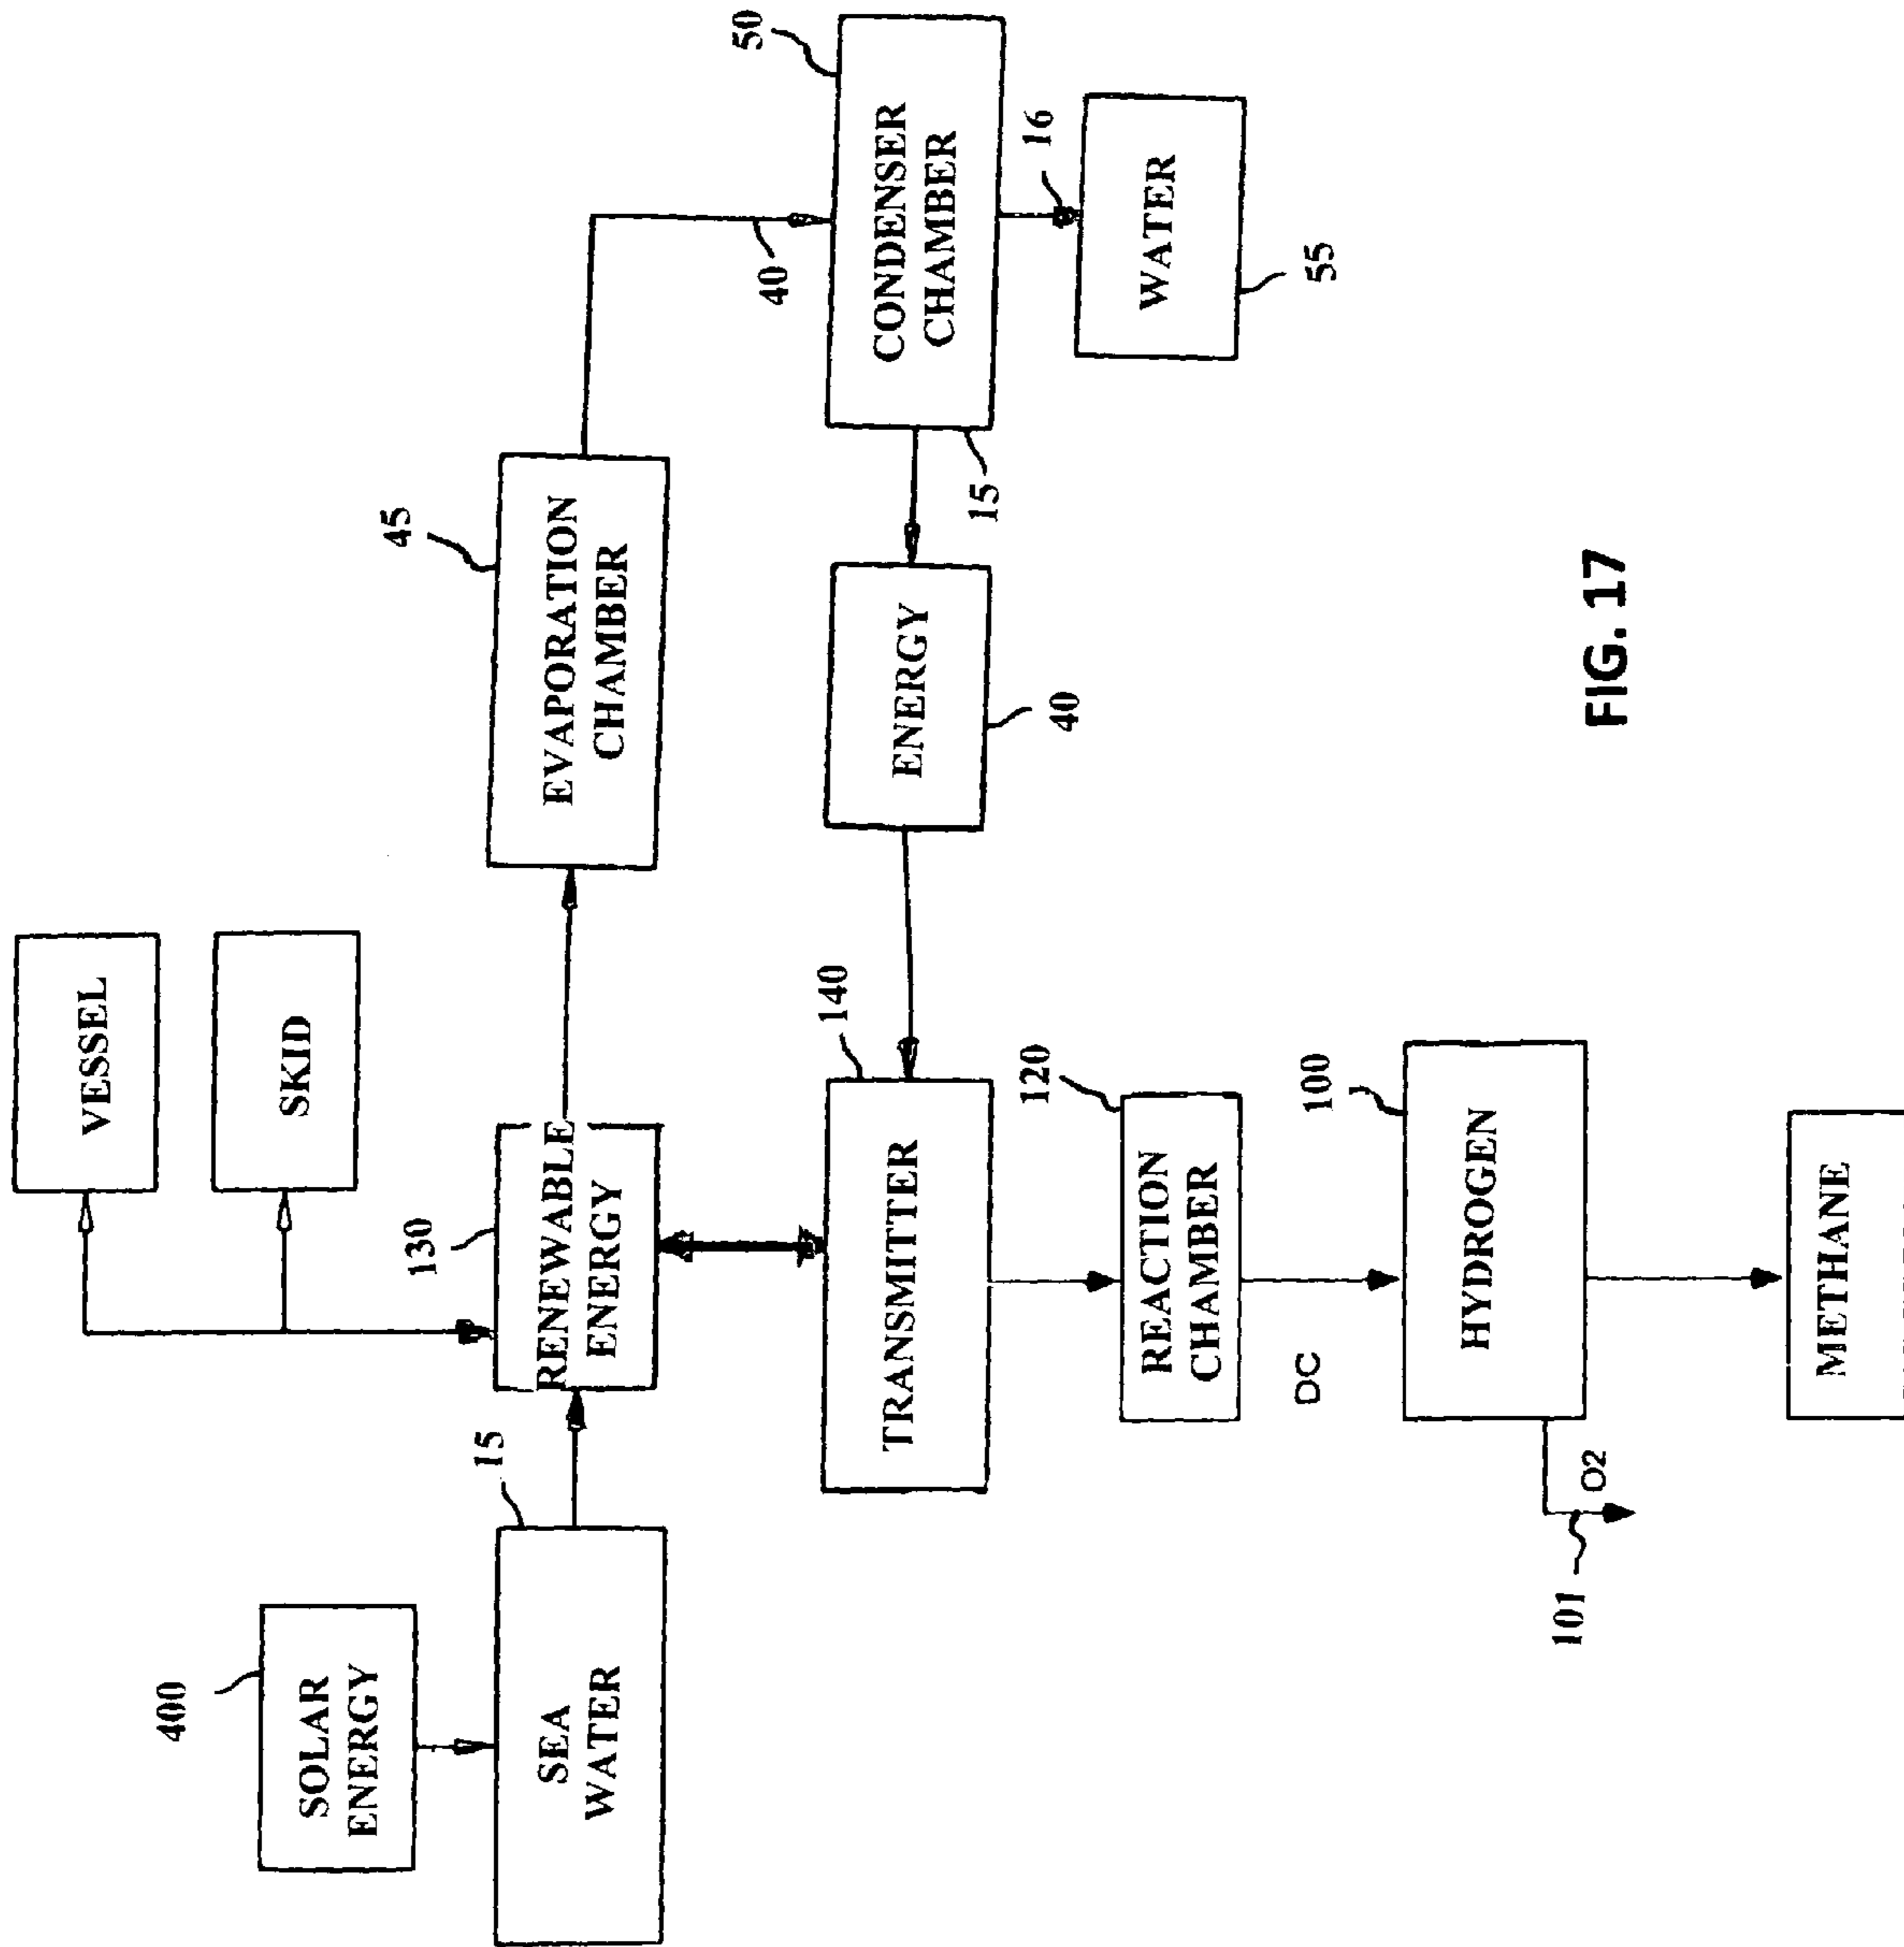 VESSEL
400
SKID
SOLAR
ENERGY
45
130
15
SEA
WATER
RENEWABLE
ENERGY
EVAPORATION
CHAMBER
50
40
140
TRANSMITTER
ENERGY
CONDENSER
CHAMBER
15
16
120
40
REACTION
CHAMBER
WATER
DC
100
55
HYDROGEN
101
O2
FIG. 17
METHANE